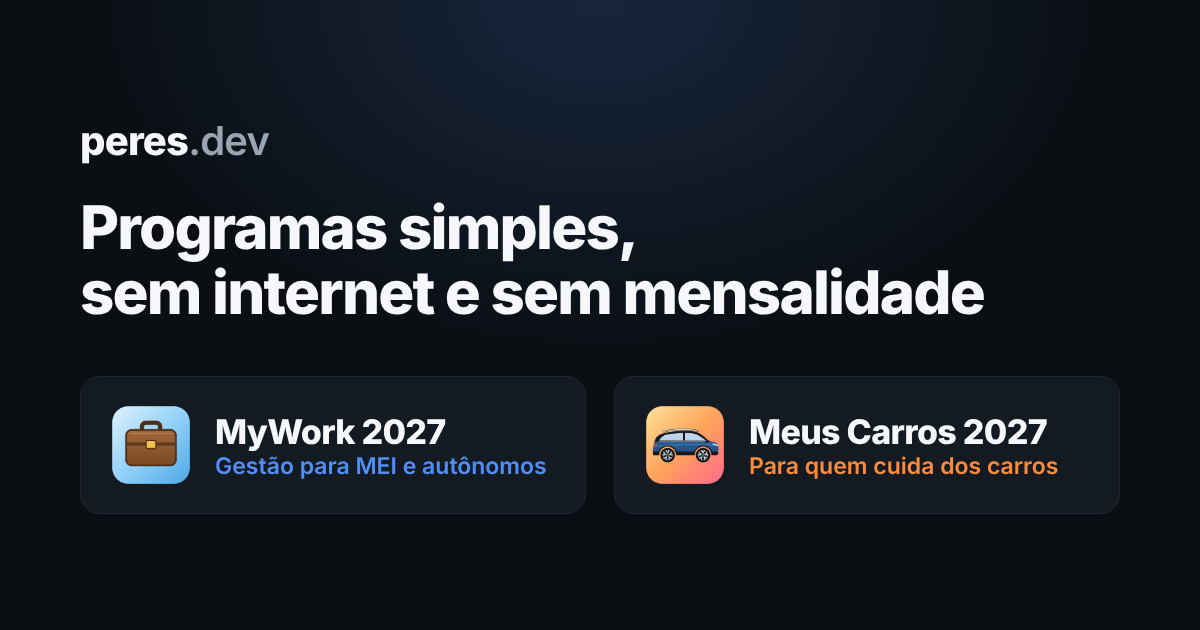 peres.dev
Programas simples,
sem internet e sem mensalidade
MyWork 2027
Gestão para MEI e autônomos
Meus Carros 2027
Para quem cuida dos carros